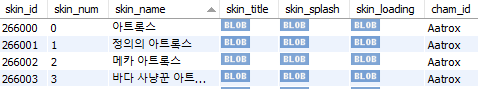 skin_id skin_num skin_name skin_title skin_splash skin_loading cham_id
266000 0 아트록스 BLOB BLOB BLOB Aatrox
266001 1 정의의 아트록스 BLOB BLOB BLOB Aatrox
266002 2 메카 아트록스 BLOB BLOB BLOB Aatrox
266003 3 바다 사냥꾼 아트... BLOB BLOB BLOB Aatrox